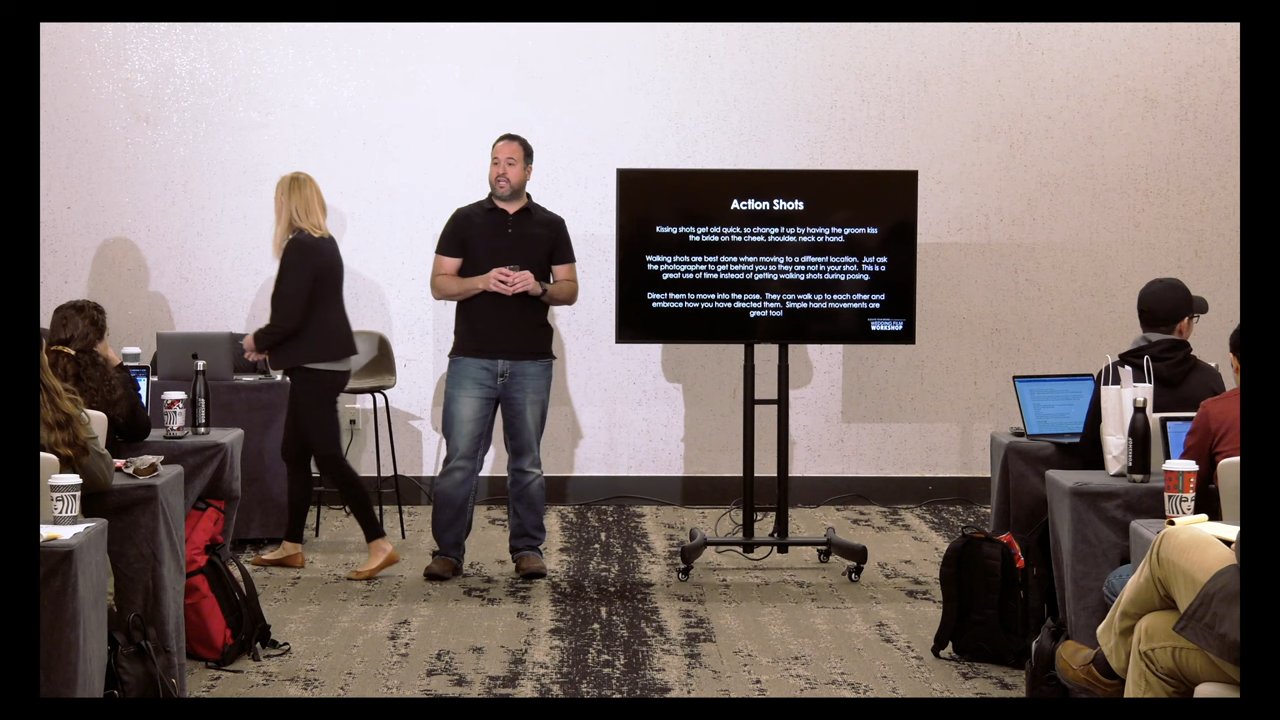 Action Shots
Kissing shots get old quick, so change it up by having the groom kiss
the bride on the cheek, shoulder, neck or hand.
Walking shots are best done when moving to a different location. Just ask
the photographer to get behind you so they are not in your shot. This is a
great use of time instead of getting walking shots during posing.
Direct them to move into the pose. They can walk up to each other and
embrace how you have directed them. Simple hand movements are
great too!
WEDDING FILM
WORKSHOP